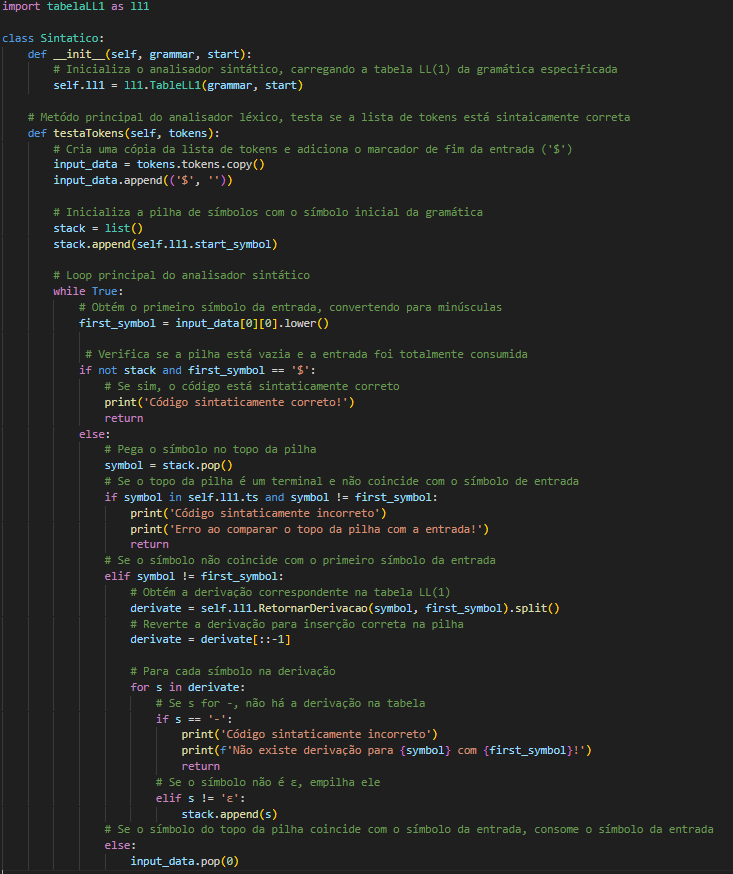 import tabelaLL1 as ll1

class Sintatico:
    def __init__(self, grammar, start):
        # Inicializa o analisador sintático, carregando a tabela LL(1) da gramática especificada
        self.ll1 = ll1.TableLL1(grammar, start)

    # Metódo principal do analisador léxico, testa se a lista de tokens está sintaicamente correta
    def testaTokens(self, tokens):
        # Cria uma cópia da lista de tokens e adiciona o marcador de fim da entrada ('$')
        input_data = tokens.tokens.copy()
        input_data.append(('$', ''))

        # Inicializa a pilha de símbolos com o símbolo inicial da gramática
        stack = list()
        stack.append(self.ll1.start_symbol)

        # Loop principal do analisador sintático
        while True:
            # Obtém o primeiro símbolo da entrada, convertendo para minúsculas
            first_symbol = input_data[0][0].lower()

             # Verifica se a pilha está vazia e a entrada foi totalmente consumida
            if not stack and first_symbol == '$':
                # Se sim, o código está sintaticamente correto
                print('Código sintaticamente correto!')
                return
            else:
                # Pega o símbolo no topo da pilha
                symbol = stack.pop()
                # Se o topo da pilha é um terminal e não coincide com o símbolo de entrada
                if symbol in self.ll1.ts and symbol != first_symbol:
                    print('Código sintaticamente incorreto')
                    print('Erro ao comparar o topo da pilha com a entrada!')
                    return
                # Se o símbolo não coincide com o primeiro símbolo da entrada
                elif symbol != first_symbol:
                    # Obtém a derivação correspondente na tabela LL(1)
                    derivate = self.ll1.RetornarDerivacao(symbol, first_symbol).split()
                    # Reverte a derivação para inserção correta na pilha
                    derivate = derivate[::-1]

                    # Para cada símbolo na derivação
                    for s in derivate:
                        # Se s for -, não há a derivação na tabela
                        if s == '-':
                            print('Código sintaticamente incorreto')
                            print(f'Não existe derivação para {symbol} com {first_symbol}!')
                            return
                        # Se o símbolo não é ε, empilha ele
                        elif s != 'ε':
                            stack.append(s)
                # Se o símbolo do topo da pilha coincide com o símbolo da entrada, consome o símbolo da entrada
                else:
                    input_data.pop(0)